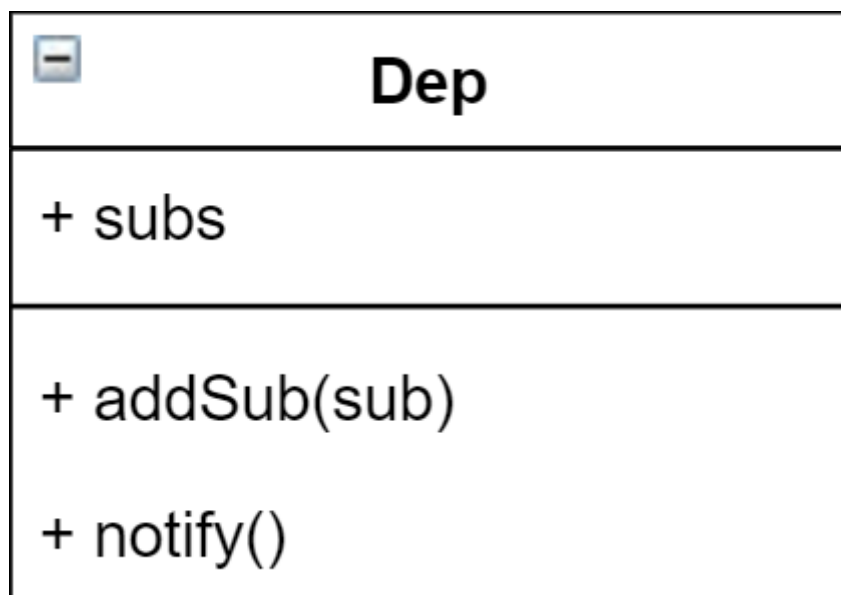 Dep
+ subs
+ addSub(sub)
+ notify()